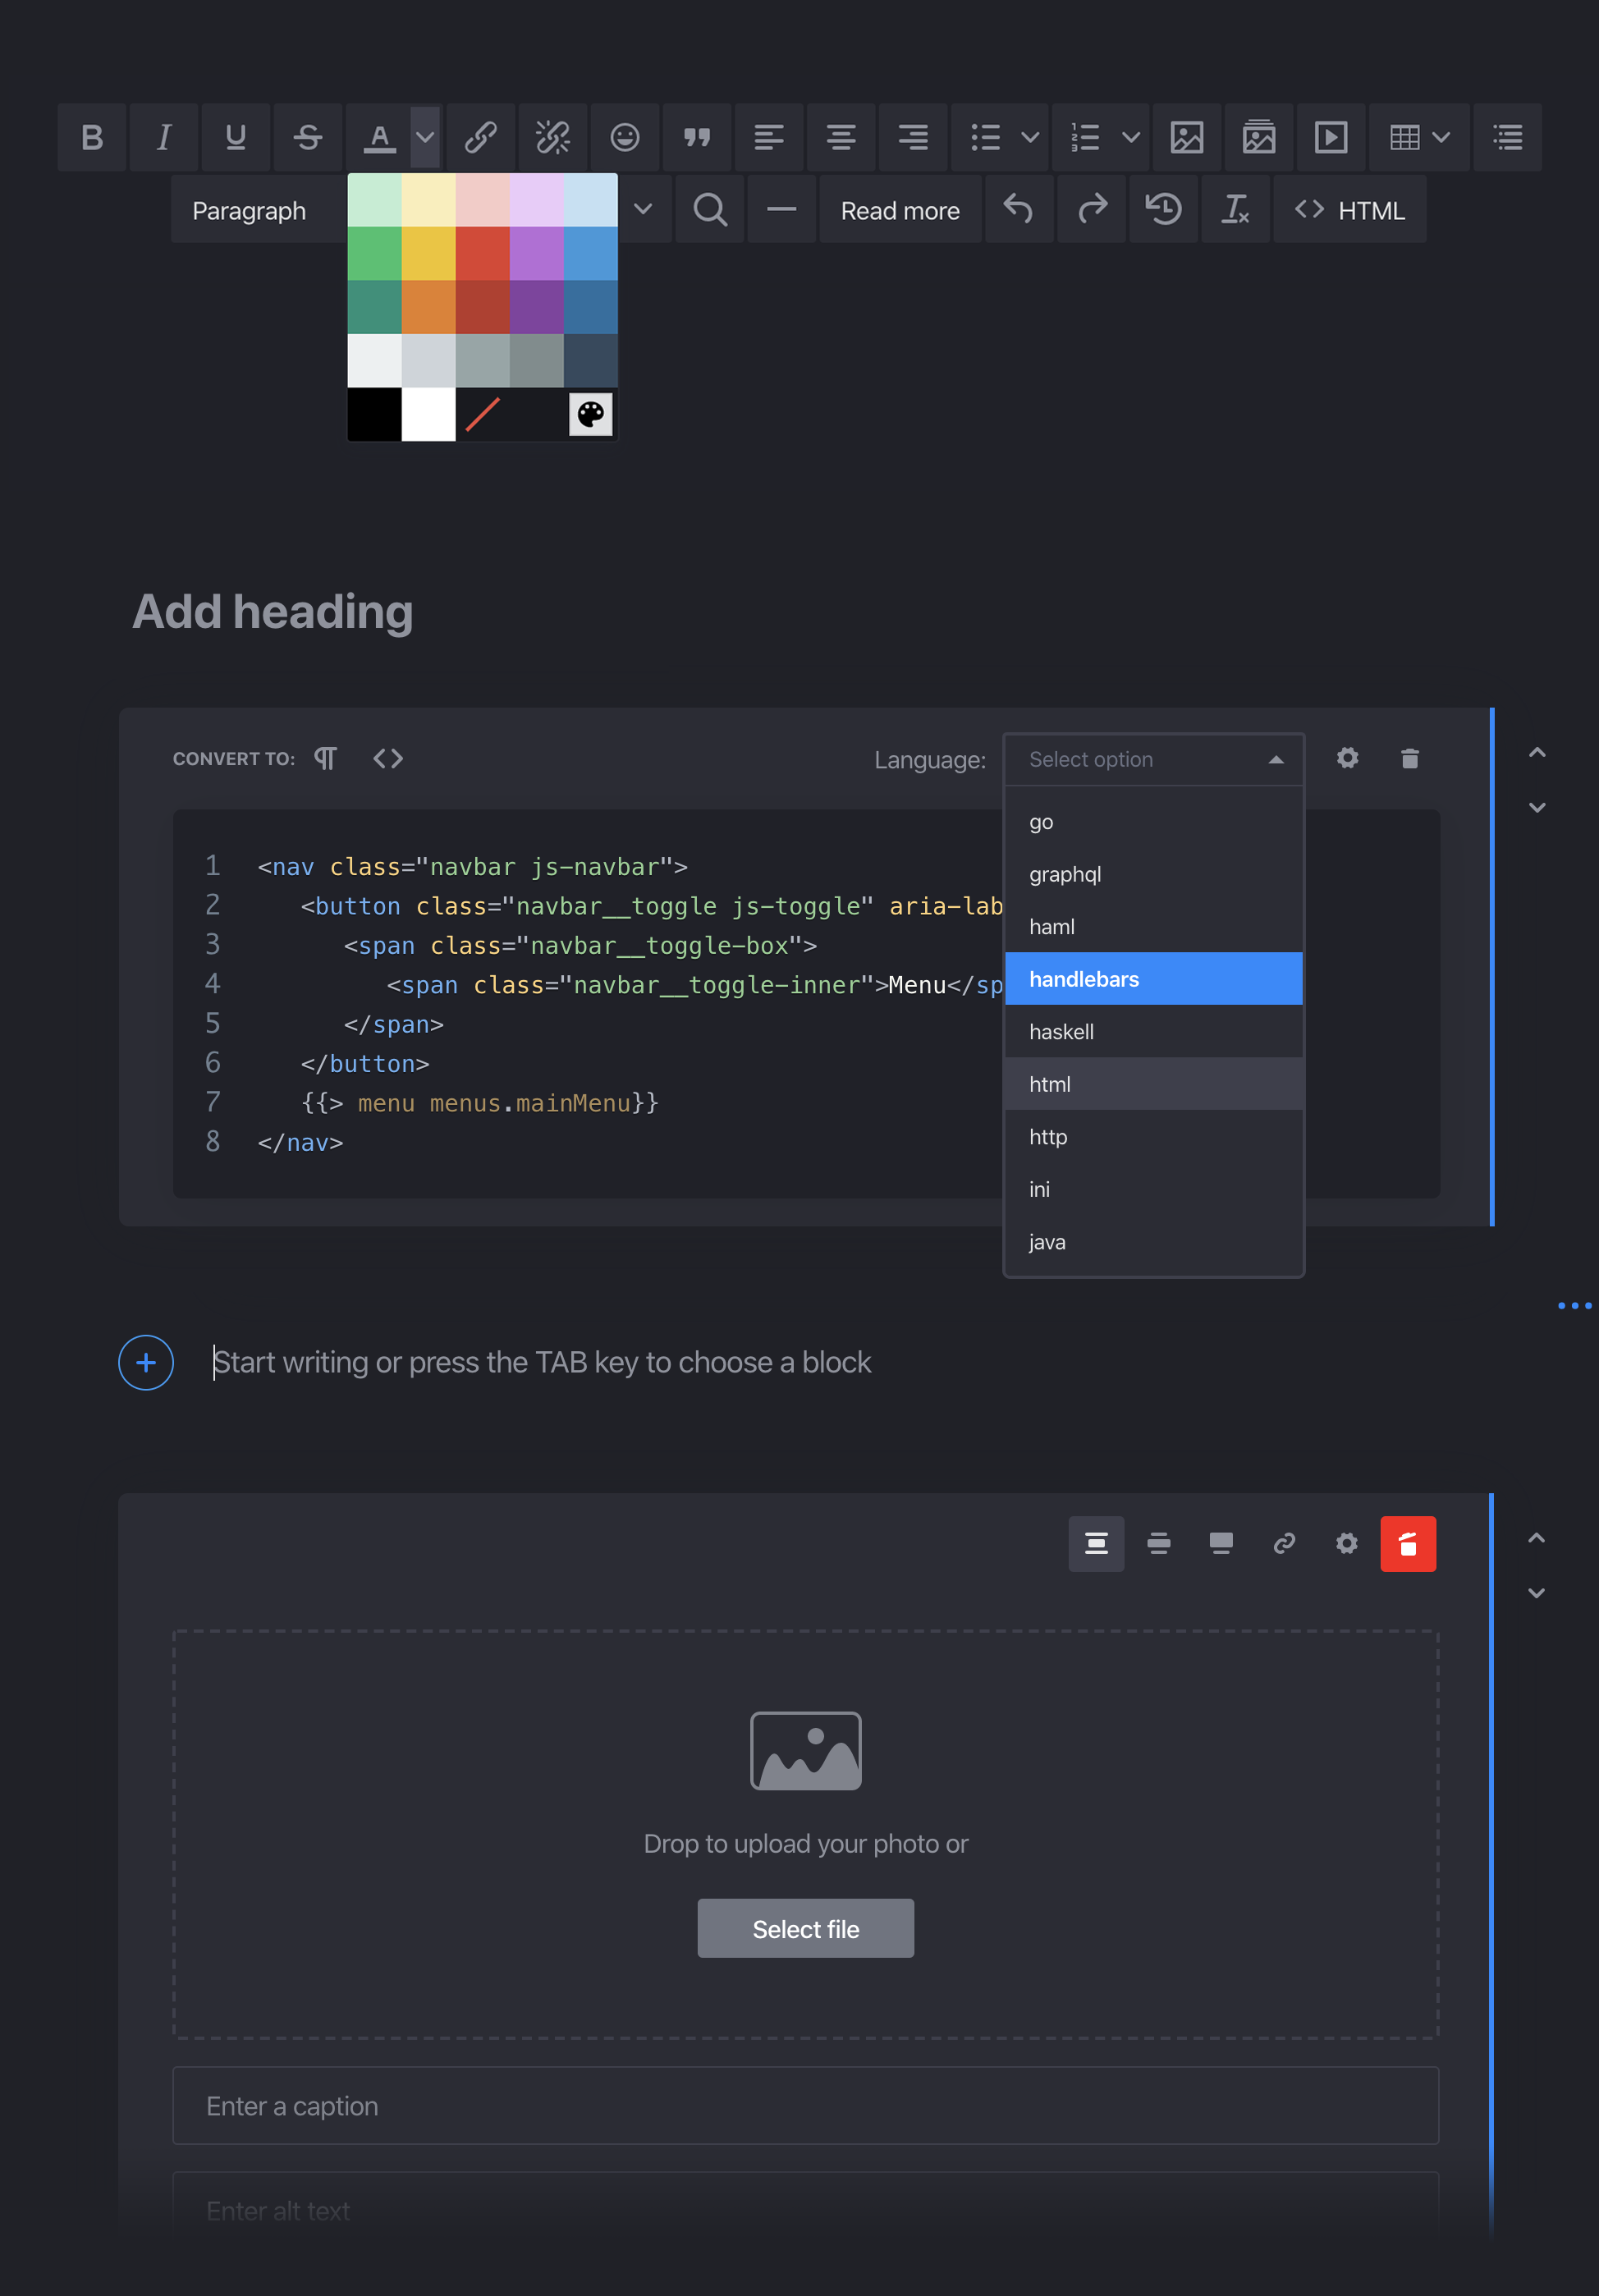 B I U S A
1
2
3
Paragraph
Read more
HTML
Add heading
CONVERT TO:
Language: Select option
go
graphql
haml
handlebars
haskell
html
http
ini
java
1 <nav class="navbar js-navbar">
2 <button class="navbar__toggle js-toggle" aria-lab
3 <span class="navbar__toggle-box">
4 <span class="navbar__toggle-inner">Menu</sp
5 </span>
6 </button>
7 {{> menu menus.mainMenu}}
8 </nav>
Start writing or press the TAB key to choose a block
Drop to upload your photo or
Select file
Enter a caption
Enter alt text